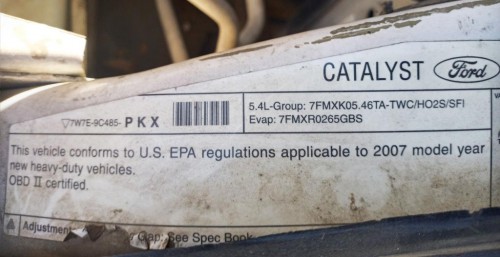 CATALYST Ford
▽7W7E-9C485- PKX
5.4L-Group: 7FMXK05.46TA-TWC/HO2S/SFI
Evap: 7FMXR0265GBS
This vehicle conforms to U.S. EPA regulations applicable to 2007 model year
new heavy-duty vehicles.
OBD II certified.
Adjustment Gap: See Spec Book